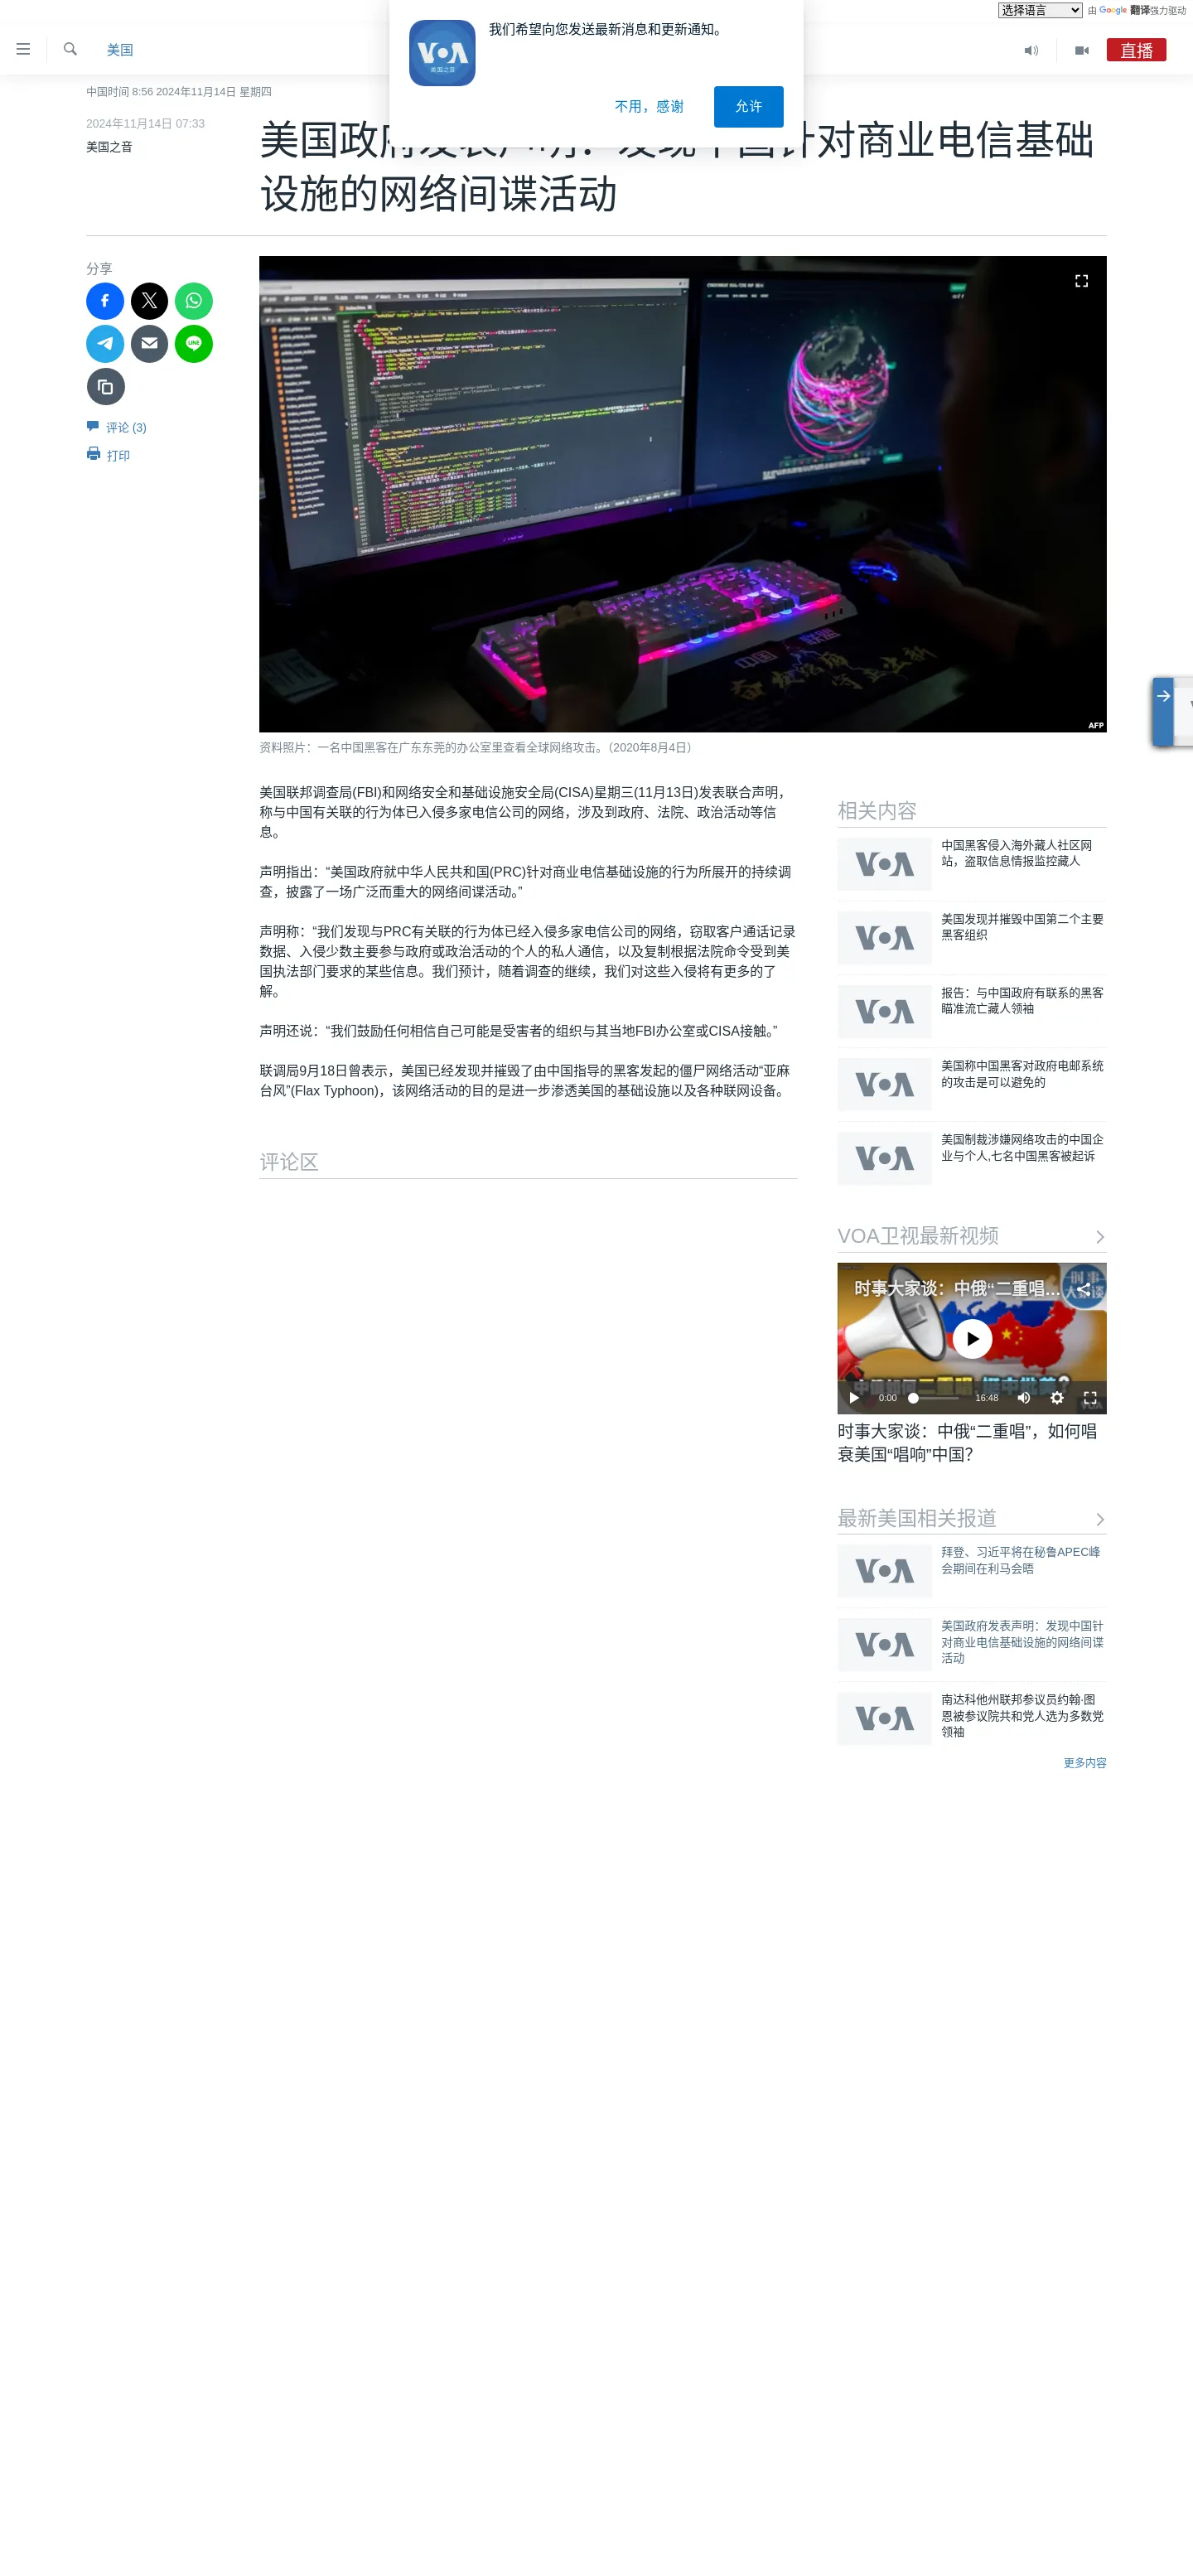 选择语言
由 Google 翻译强力驱动
我们希望向您发送最新消息和更新通知。
VOA
美国之音
不用，感谢
允许
美国
直播
中国时间 8:56 2024年11月14日 星期四
2024年11月14日 07:33
美国之音
美国政府发表声明：发现中国针对商业电信基础
设施的网络间谍活动
分享
评论 (3)
打印
中国
联盟
AFP
资料照片：一名中国黑客在广东东莞的办公室里查看全球网络攻击。（2020年8月4日）
美国联邦调查局(FBI)和网络安全和基础设施安全局(CISA)星期三(11月13日)发表联合声明，
称与中国有关联的行为体已入侵多家电信公司的网络，涉及到政府、法院、政治活动等信
息。
声明指出：“美国政府就中华人民共和国(PRC)针对商业电信基础设施的行为所展开的持续调
查，披露了一场广泛而重大的网络间谍活动。”
声明称：“我们发现与PRC有关联的行为体已经入侵多家电信公司的网络，窃取客户通话记录
数据、入侵少数主要参与政府或政治活动的个人的私人通信，以及复制根据法院命令受到美
国执法部门要求的某些信息。我们预计，随着调查的继续，我们对这些入侵将有更多的了
解。
声明还说：“我们鼓励任何相信自己可能是受害者的组织与其当地FBI办公室或CISA接触。”
联调局9月18日曾表示，美国已经发现并摧毁了由中国指导的黑客发起的僵尸网络活动“亚麻
台风”(Flax Typhoon)，该网络活动的目的是进一步渗透美国的基础设施以及各种联网设备。
评论区
相关内容
VOA
中国黑客侵入海外藏人社区网
站，盗取信息情报监控藏人
VOA
美国发现并摧毁中国第二个主要
黑客组织
VOA
报告：与中国政府有联系的黑客
瞄准流亡藏人领袖
VOA
美国称中国黑客对政府电邮系统
的攻击是可以避免的
VOA
美国制裁涉嫌网络攻击的中国企
业与个人,七名中国黑客被起诉
VOA卫视最新视频
时事大家谈：中俄“二重唱...
0:00
16:48
VOA
时事大家谈：中俄“二重唱”，如何唱
衰美国“唱响”中国？
最新美国相关报道
VOA
拜登、习近平将在秘鲁APEC峰
会期间在利马会晤
VOA
美国政府发表声明：发现中国针
对商业电信基础设施的网络间谍
活动
VOA
南达科他州联邦参议员约翰·图
恩被参议院共和党人选为多数党
领袖
更多内容